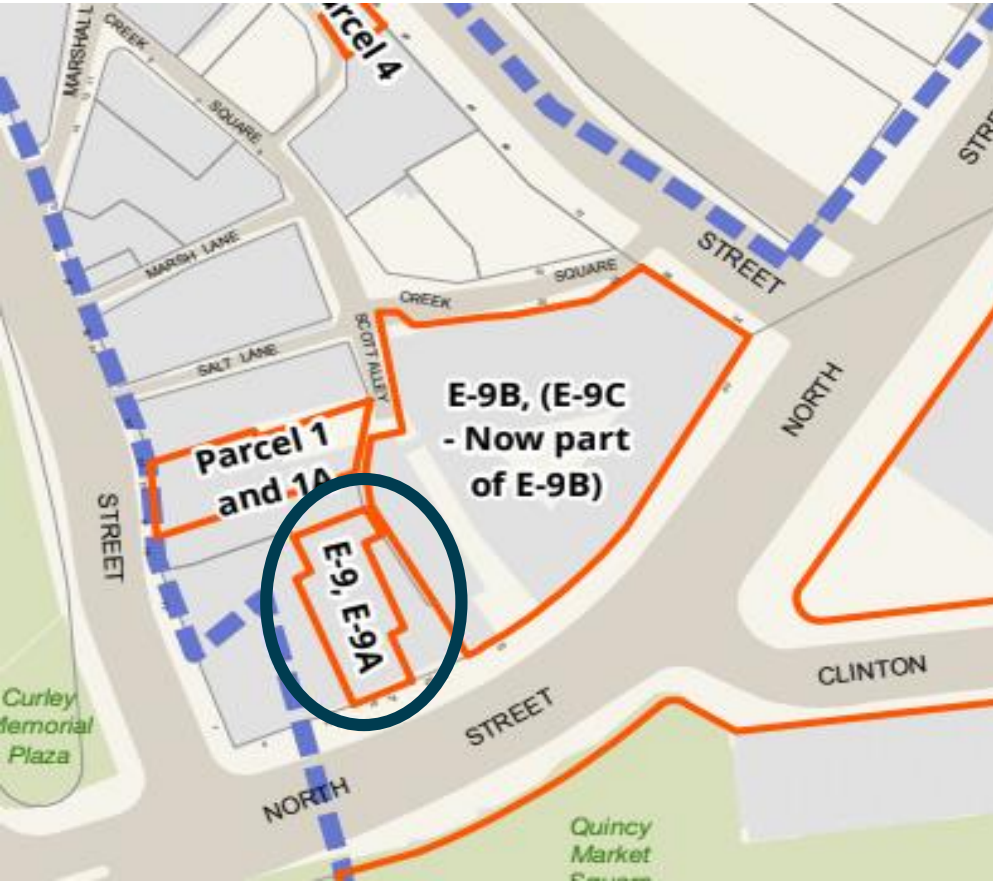 Parcel 4
MARSHALL
CREEK
SQUARE
MARSH LANE
SALT LANE
SCOTT ALLEY
CREEK
SQUARE
STREET
NORTH
E-9B, (E-9C
- Now part
of E-9B)
Parcel 1
and 1A
E-9, E-9A
STREET
CLINTON
STREET
NORTH
Curley
Memorial
Plaza
Quincy
Market
Square